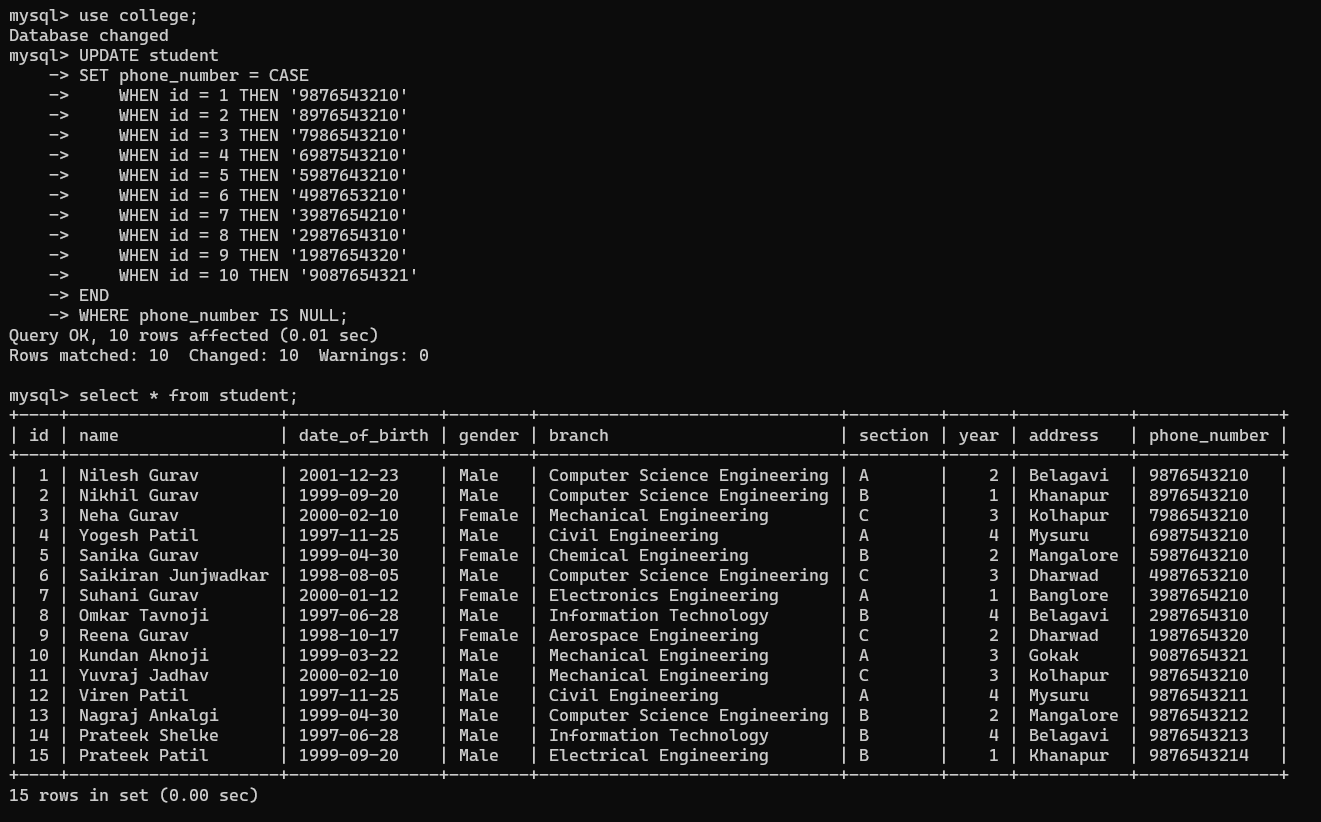 mysql> use college;
Database changed
mysql> UPDATE student
    -> SET phone_number = CASE
    ->     WHEN id = 1 THEN '9876543210'
    ->     WHEN id = 2 THEN '8976543210'
    ->     WHEN id = 3 THEN '7986543210'
    ->     WHEN id = 4 THEN '6987543210'
    ->     WHEN id = 5 THEN '5987643210'
    ->     WHEN id = 6 THEN '4987653210'
    ->     WHEN id = 7 THEN '3987654210'
    ->     WHEN id = 8 THEN '2987654310'
    ->     WHEN id = 9 THEN '1987654320'
    ->     WHEN id = 10 THEN '9087654321'
    -> END
    -> WHERE phone_number IS NULL;
Query OK, 10 rows affected (0.01 sec)
Rows matched: 10  Changed: 10  Warnings: 0

mysql> select * from student;
+----+---------------------+---------------+--------+------------------------------+---------+------+-----------+--------------+
| id | name                | date_of_birth | gender | branch                       | section | year | address   | phone_number |
+----+---------------------+---------------+--------+------------------------------+---------+------+-----------+--------------+
|  1 | Nilesh Gurav        | 2001-12-23    | Male   | Computer Science Engineering | A       |    2 | Belagavi  | 9876543210   |
|  2 | Nikhil Gurav        | 1999-09-20    | Male   | Computer Science Engineering | B       |    1 | Khanapur  | 8976543210   |
|  3 | Neha Gurav          | 2000-02-10    | Female | Mechanical Engineering       | C       |    3 | Kolhapur  | 7986543210   |
|  4 | Yogesh Patil        | 1997-11-25    | Male   | Civil Engineering            | A       |    4 | Mysuru    | 6987543210   |
|  5 | Sanika Gurav        | 1999-04-30    | Female | Chemical Engineering         | B       |    2 | Mangalore | 5987643210   |
|  6 | Saikiran Junjwadkar | 1998-08-05    | Male   | Computer Science Engineering | C       |    3 | Dharwad   | 4987653210   |
|  7 | Suhani Gurav        | 2000-01-12    | Female | Electronics Engineering      | A       |    1 | Banglore  | 3987654210   |
|  8 | Omkar Tavnoji       | 1997-06-28    | Male   | Information Technology       | B       |    4 | Belagavi  | 2987654310   |
|  9 | Reena Gurav         | 1998-10-17    | Female | Aerospace Engineering        | C       |    2 | Dharwad   | 1987654320   |
| 10 | Kundan Aknoji       | 1999-03-22    | Male   | Mechanical Engineering       | A       |    3 | Gokak     | 9087654321   |
| 11 | Yuvraj Jadhav       | 2000-02-10    | Male   | Mechanical Engineering       | C       |    3 | Kolhapur  | 9876543210   |
| 12 | Viren Patil         | 1997-11-25    | Male   | Civil Engineering            | A       |    4 | Mysuru    | 9876543211   |
| 13 | Nagraj Ankalgi      | 1999-04-30    | Male   | Computer Science Engineering | B       |    2 | Mangalore | 9876543212   |
| 14 | Prateek Shelke      | 1997-06-28    | Male   | Information Technology       | B       |    4 | Belagavi  | 9876543213   |
| 15 | Prateek Patil       | 1999-09-20    | Male   | Electrical Engineering       | B       |    1 | Khanapur  | 9876543214   |
+----+---------------------+---------------+--------+------------------------------+---------+------+-----------+--------------+
15 rows in set (0.00 sec)